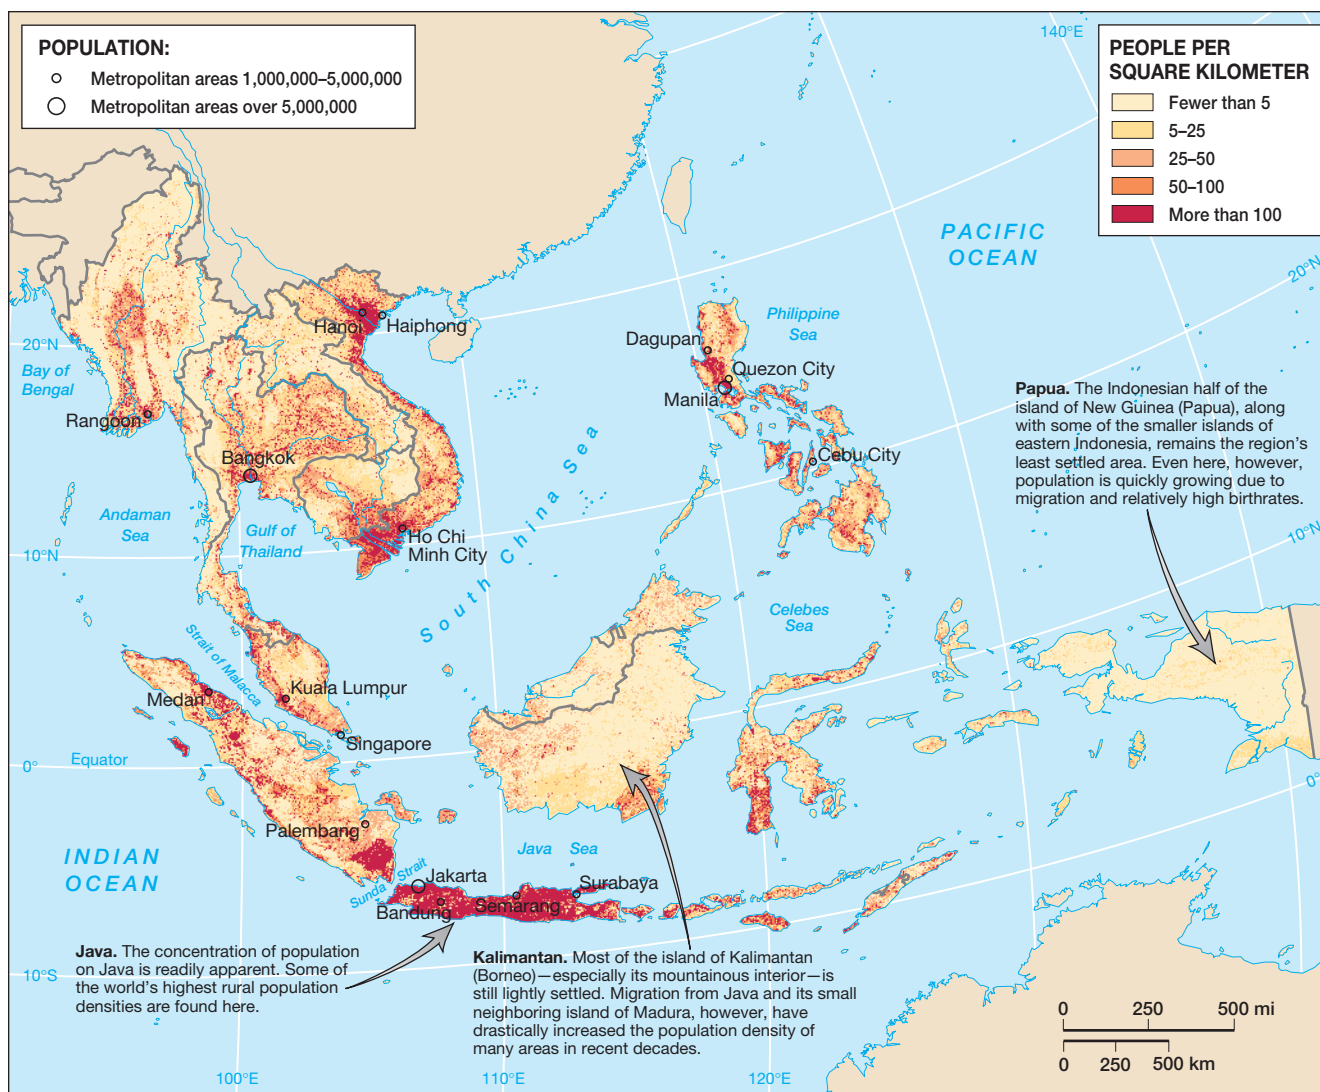 POPULATION:
Metropolitan areas 1,000,000–5,000,000
Metropolitan areas over 5,000,000
140°E
PEOPLE PER
SQUARE KILOMETER
Fewer than 5
5–25
25–50
50–100
More than 100
PACIFIC
OCEAN
20°N
Philippine
Sea
Hanoi
Haiphong
Dagupan
Quezon City
Manila
20°N
Bay of
Bengal
Rangoon
Bangkok
Cebu City
Papua. The Indonesian half of the
island of New Guinea (Papua), along
with some of the smaller islands of
eastern Indonesia, remains the region's
least settled area. Even here, however,
population is quickly growing due to
migration and relatively high birthrates.
Andaman
Sea
Gulf of
Thailand
Ho Chi
Minh City
South China Sea
10°N
10°N
Celebes
Sea
Strait of Malacca
Medan
Kuala Lumpur
Singapore
Equator
0°
0°
Palembang
INDIAN
OCEAN
Java Sea
Sunda Strait
Jakarta
Surabaya
Bandung
Semarang
Java. The concentration of population
on Java is readily apparent. Some of
the world's highest rural population
densities are found here.
Kalimantan. Most of the island of Kalimantan
(Borneo)—especially its mountainous interior—is
still lightly settled. Migration from Java and its small
neighboring island of Madura, however, have
drastically increased the population density of
many areas in recent decades.
10°S
0 250 500 mi
0 250 500 km
100°E
110°E
120°E